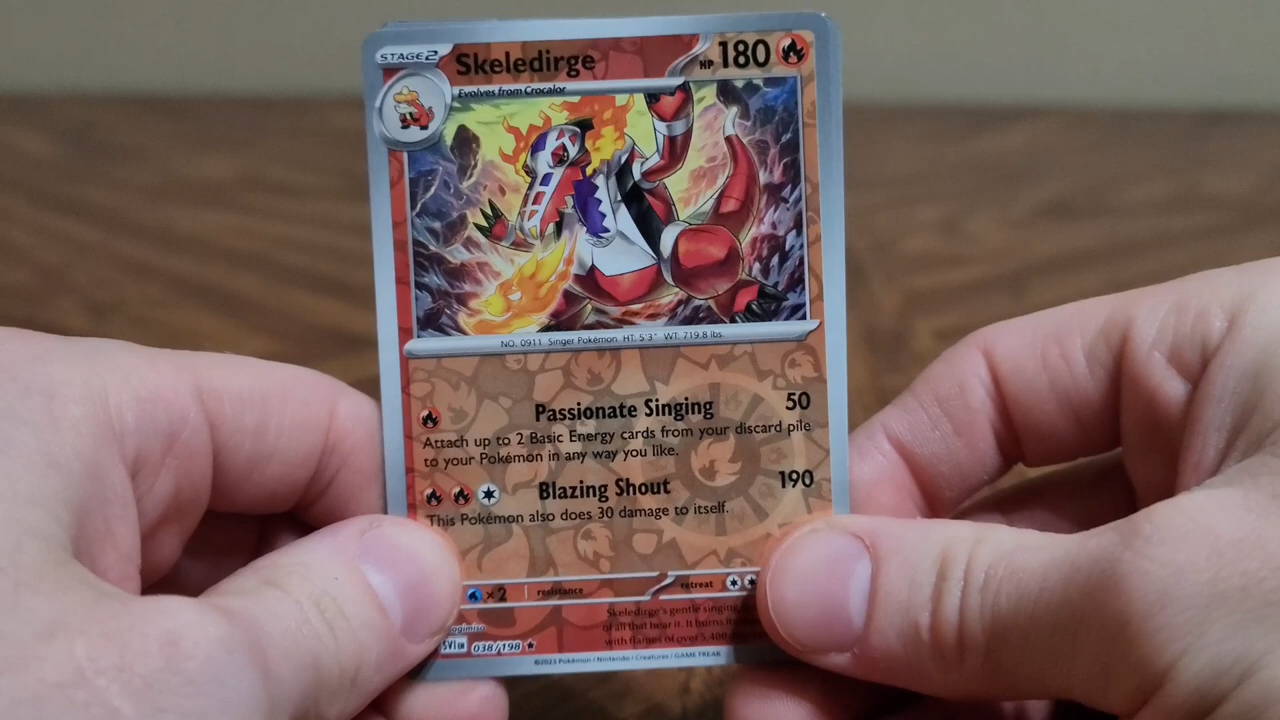 STAGE2 Skeledirge HP 180
Evolves from Crocalor
NO. 0911 Singer Pokémon HT: 5'3" WT: 719.8 lbs.
Passionate Singing 50
Attach up to 2 Basic Energy cards from your discard pile
to your Pokémon in any way you like.
Blazing Shout 190
This Pokémon also does 30 damage to itself.
×2 resistance retreat
Skeledirge's gentle singing
of all that hear it. It burns
with flames of over 5,400
SVI EN 038/198 ★
©2023 Pokémon / Nintendo / Creatures / GAME FREAK